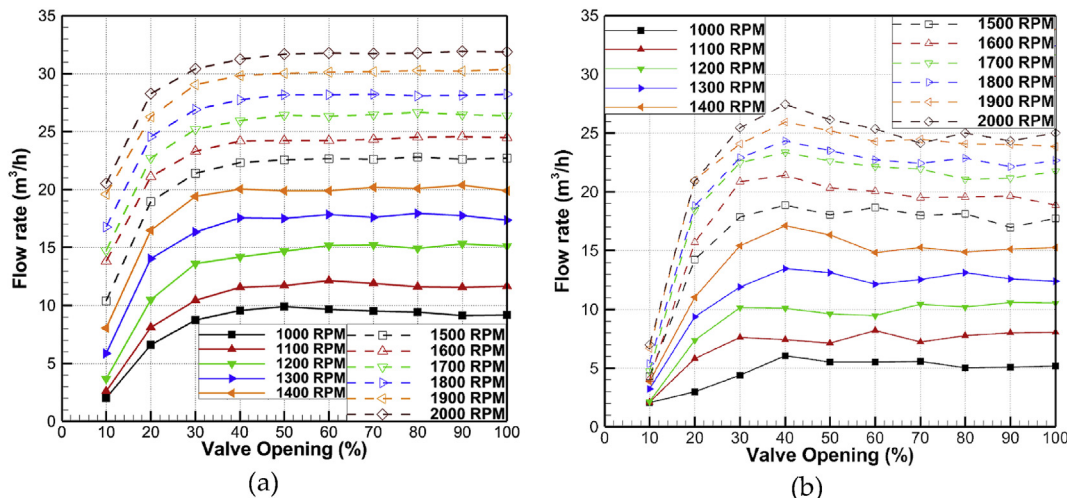 35
30
25
20
15
10
5
0
Flow rate (m³/h)
1000 RPM
1100 RPM
1200 RPM
1300 RPM
1400 RPM
1500 RPM
1600 RPM
1700 RPM
1800 RPM
1900 RPM
2000 RPM
0 10 20 30 40 50 60 70 80 90 100
Valve Opening (%)
(a)
35
30
25
20
15
10
5
0
Flow rate (m³/h)
1000 RPM
1100 RPM
1200 RPM
1300 RPM
1400 RPM
1500 RPM
1600 RPM
1700 RPM
1800 RPM
1900 RPM
2000 RPM
0 10 20 30 40 50 60 70 80 90 100
Valve Opening (%)
(b)